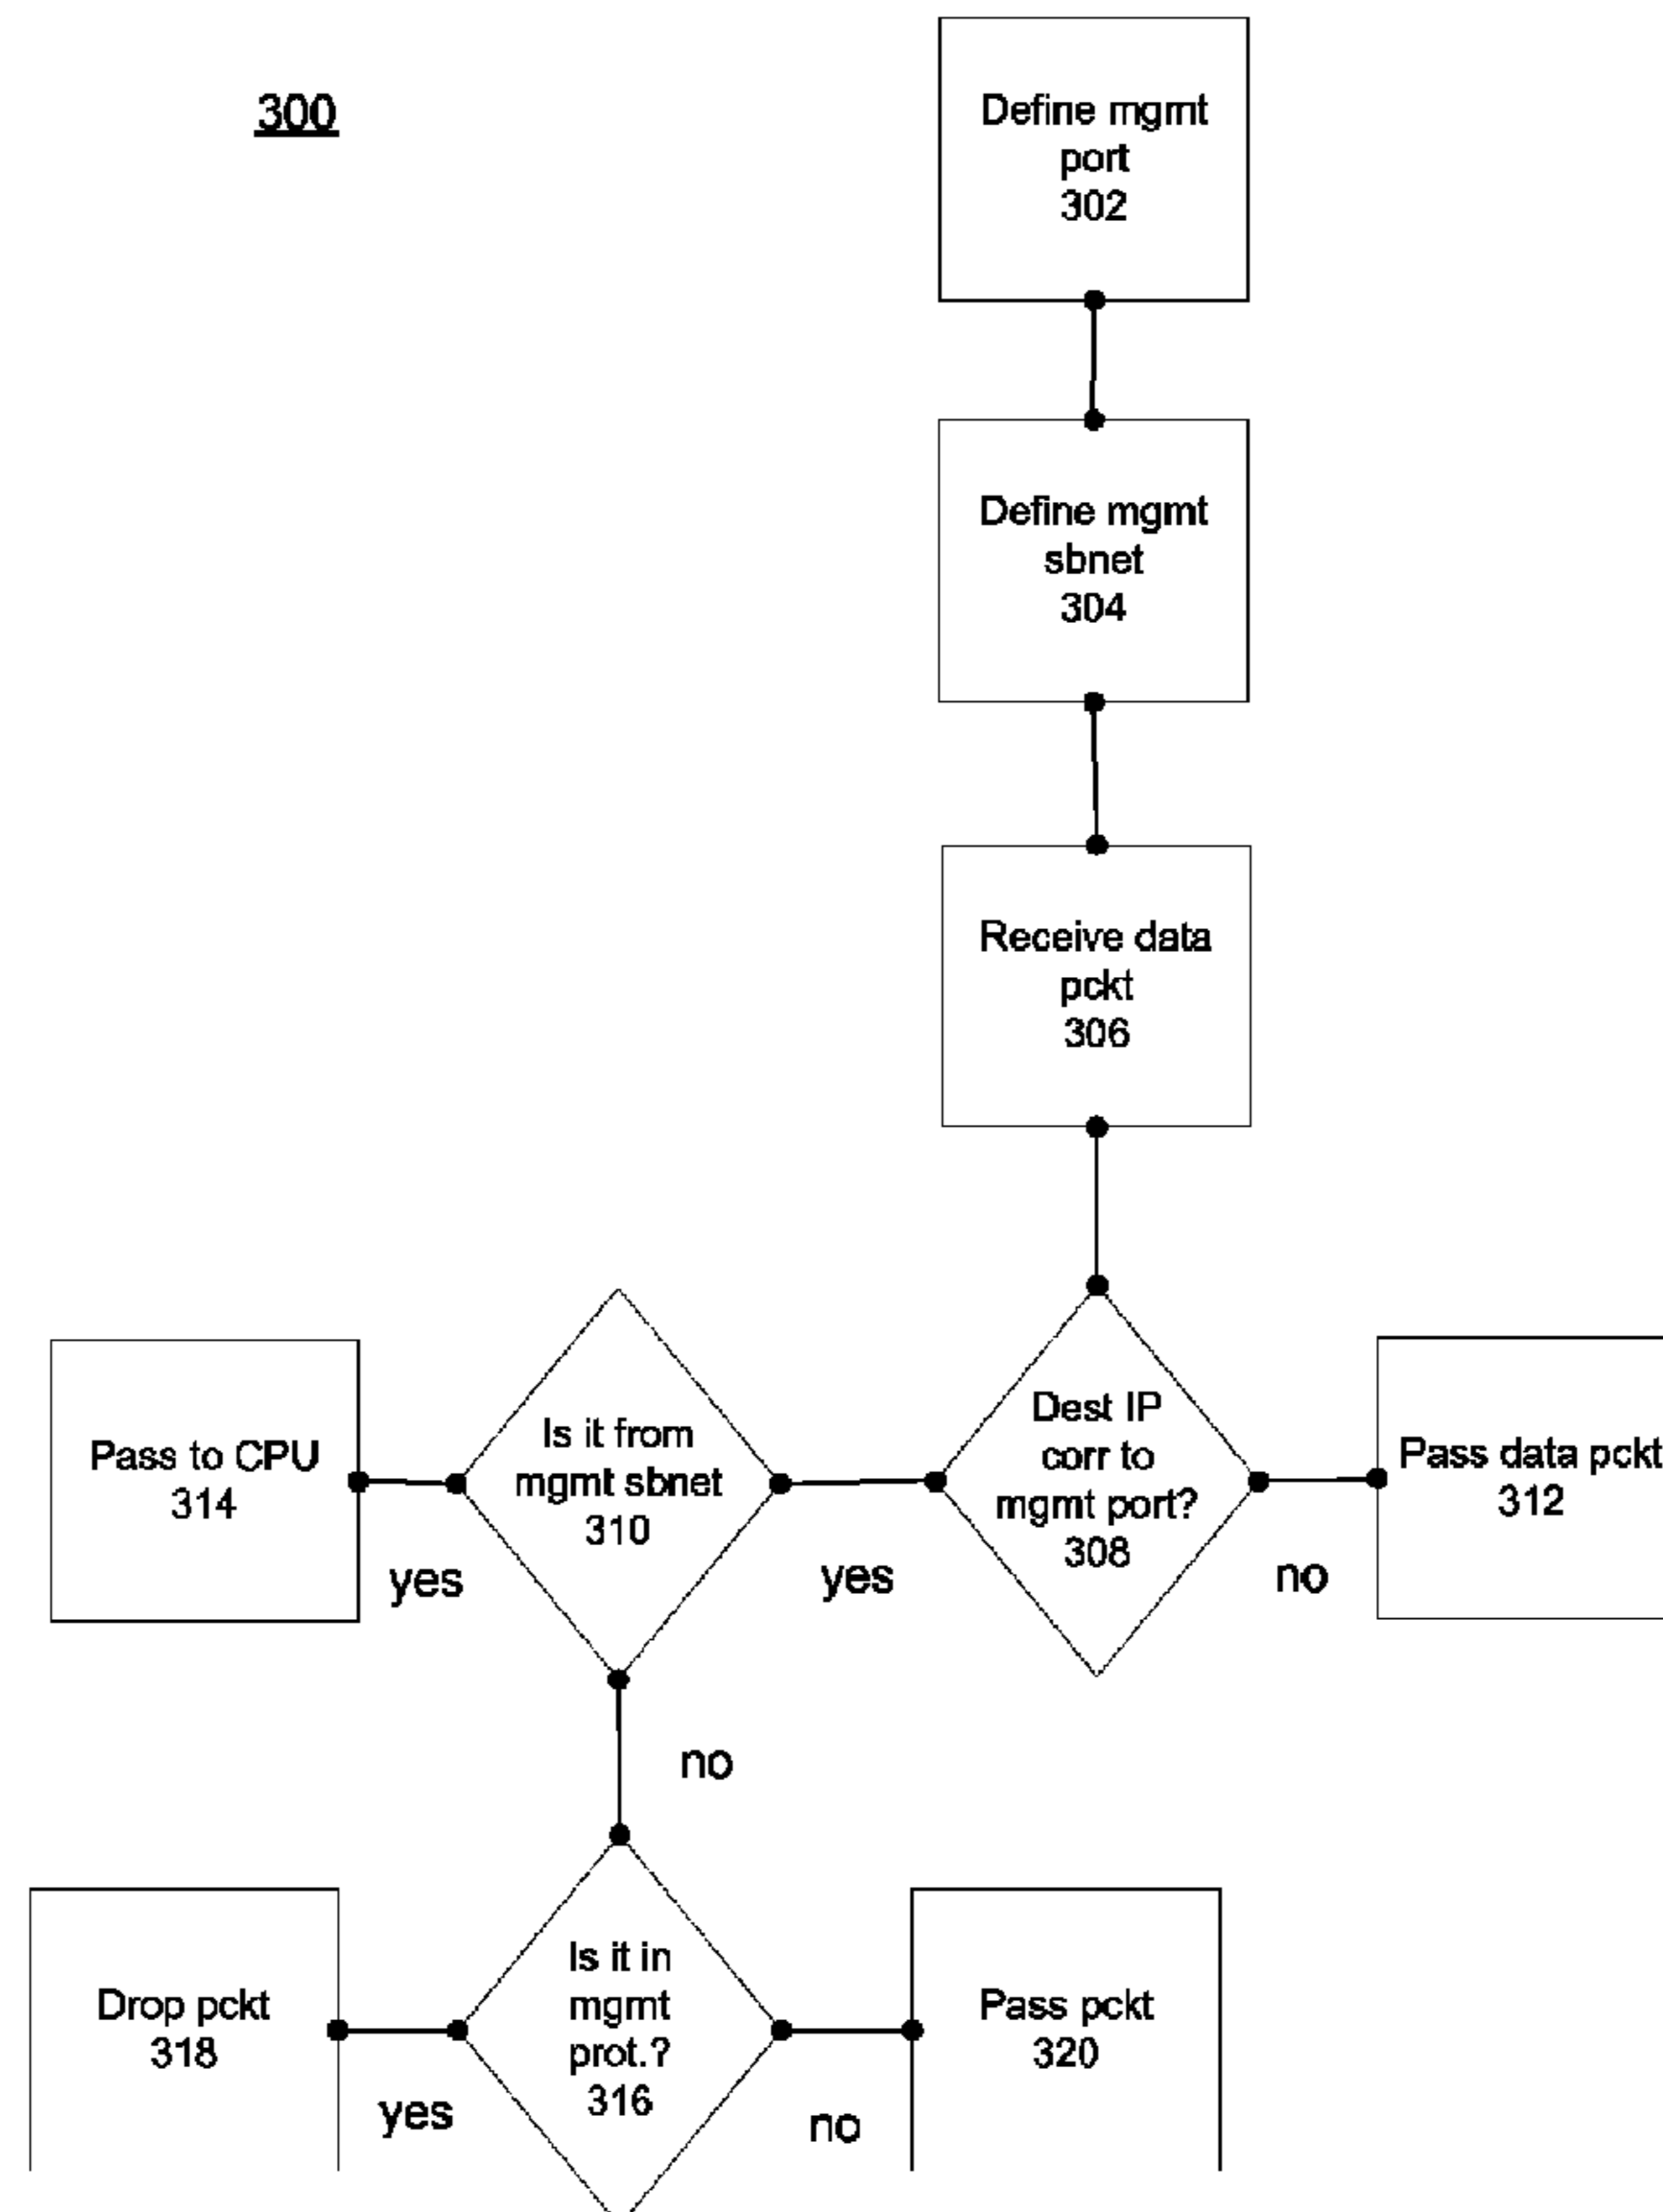 300
Define mgmt
port
302
Define mgmt
sbnet
304
Receive data
pckt
306
Dest IP
corr to
mgmt port?
308
no
Pass data pckt
312
yes
Is it from
mgmt sbnet
310
yes
Pass to CPU
314
no
Is it in
mgmt
prot.?
316
yes
Drop pckt
318
no
Pass pckt
320